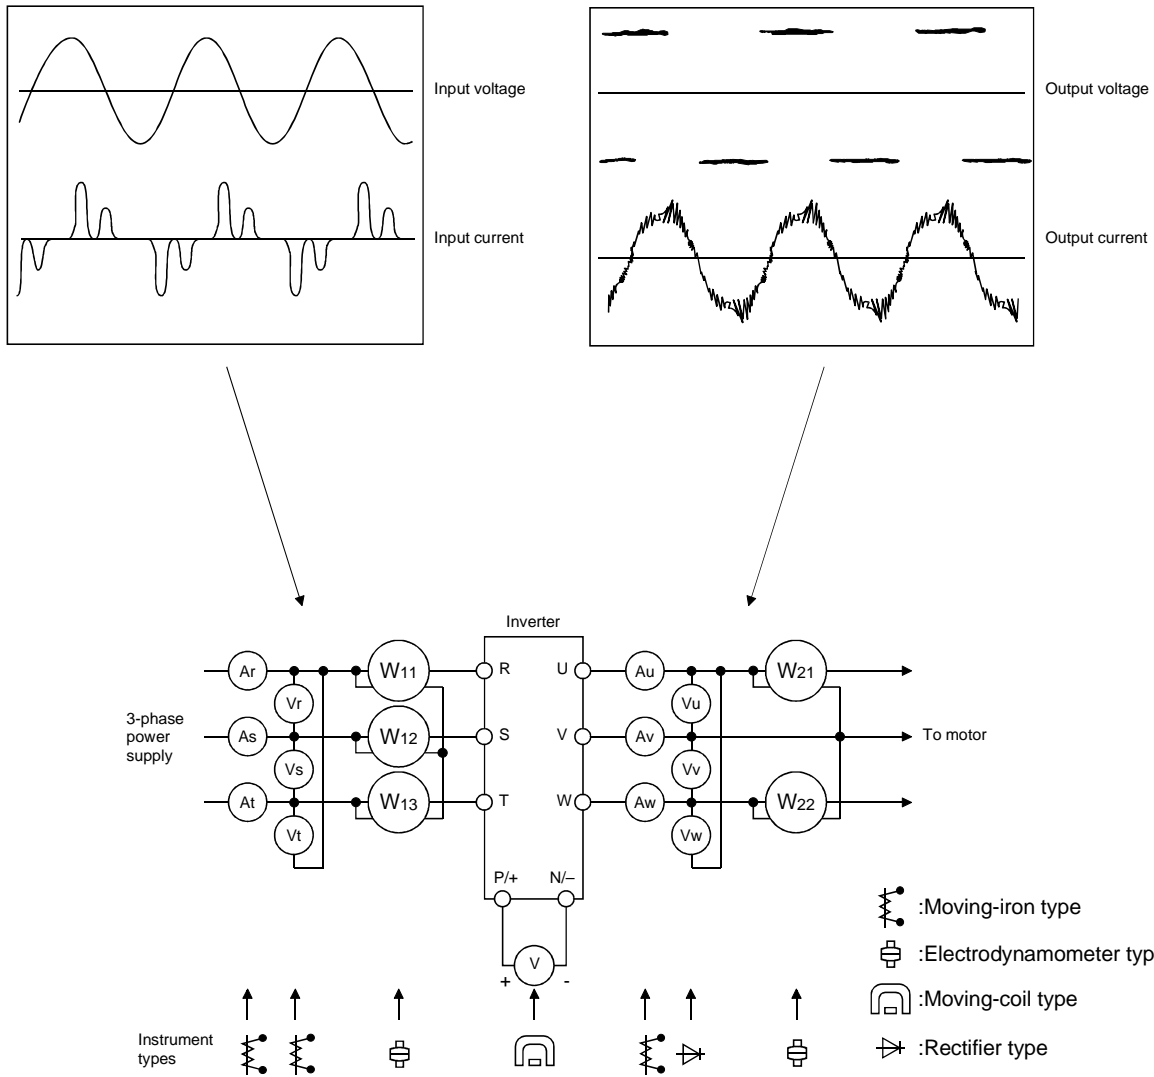 Input voltage
Input current
Output voltage
Output current
Inverter
3-phase
power
supply
Ar
As
At
Vr
Vs
Vt
W11
W12
W13
R
S
T
U
V
W
P/+
N/–
V
+
-
Au
Av
Aw
Vu
Vv
Vw
W21
W22
To motor
:Moving-iron type
:Electrodynamometer typ
:Moving-coil type
:Rectifier type
Instrument
types